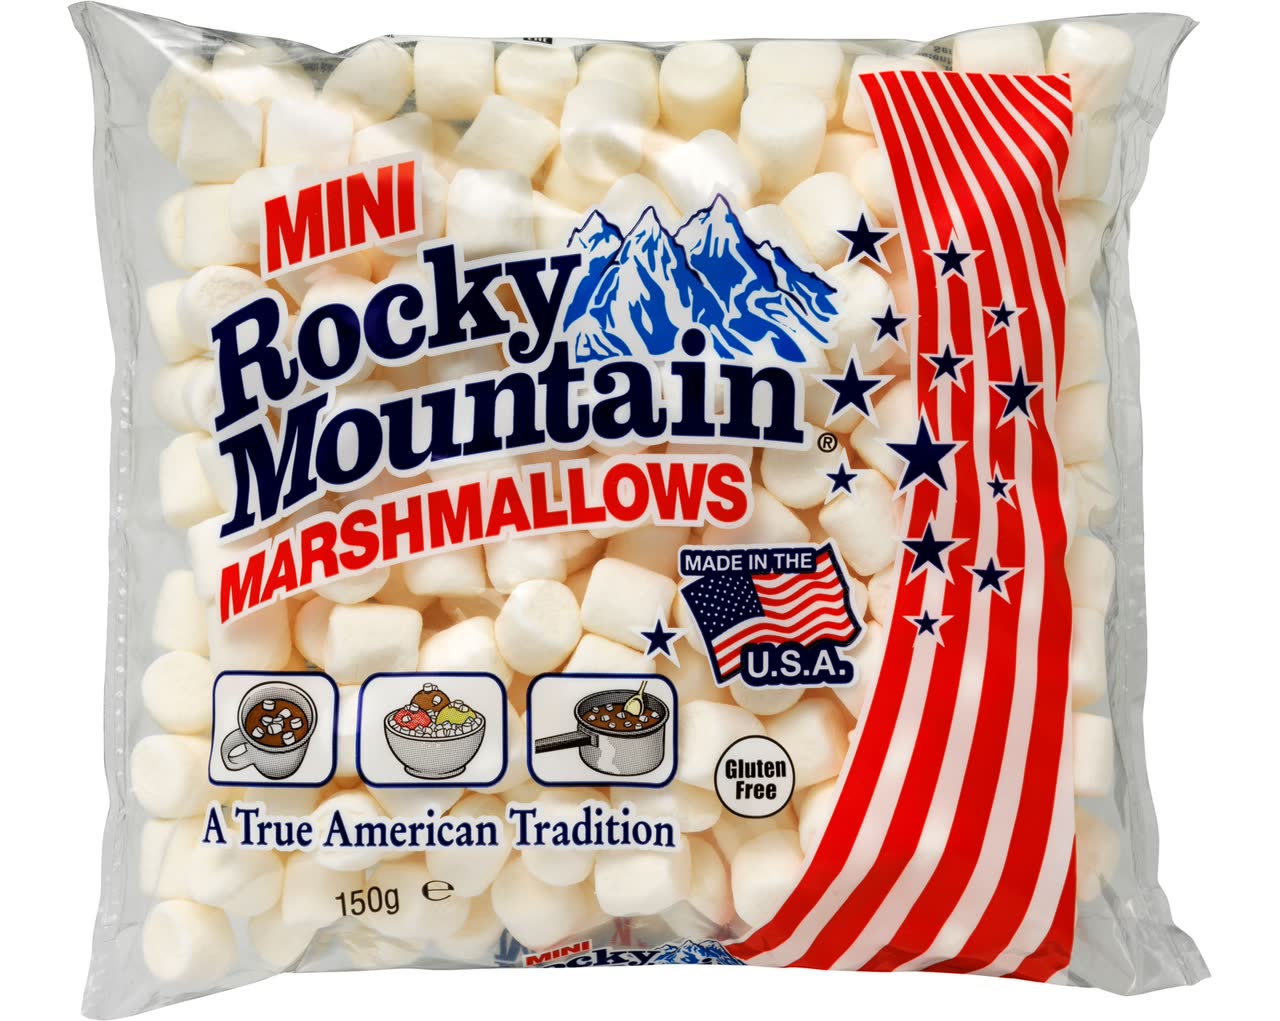 MINI
Rocky
Mountain®
MARSHMALLOWS
MADE IN THE
U.S.A.
Gluten
Free
A True American Tradition
150g ℮
MINI
Rocky